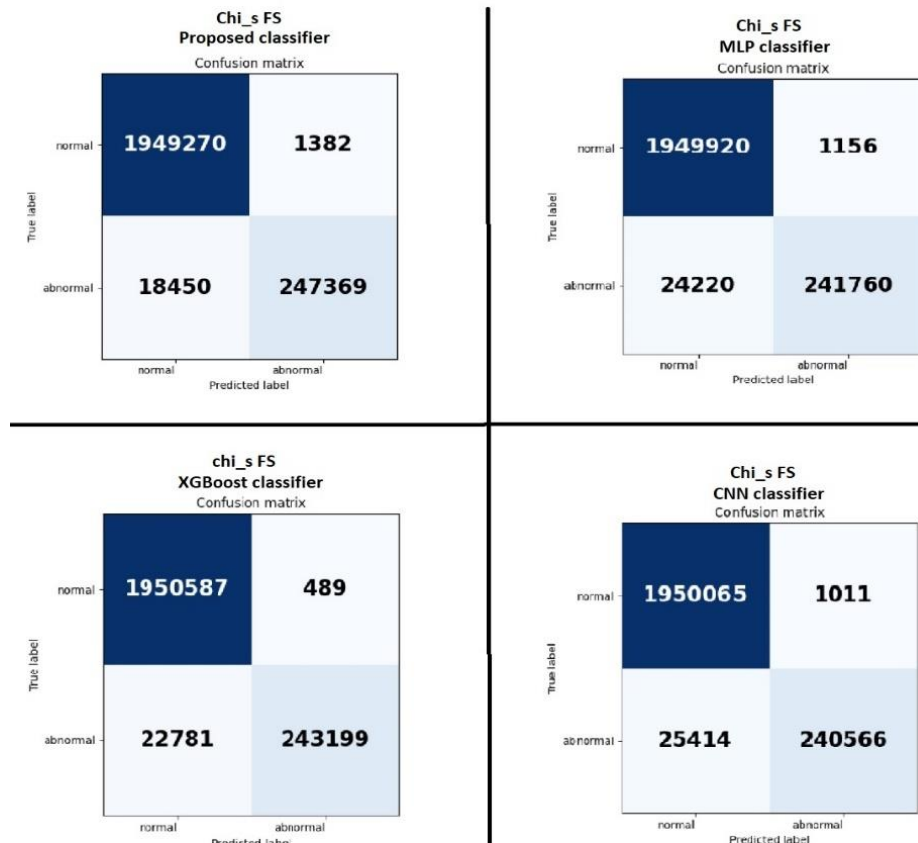 Chi_s FS
Proposed classifier
Confusion matrix
normal
1949270 1382
True label
abnormal
18450 247369
normal abnormal
Predicted label
Chi_s FS
MLP classifier
Confusion matrix
normal
1949920 1156
True label
abnormal
24220 241760
normal abnormal
Predicted label
chi_s FS
XGBoost classifier
Confusion matrix
normal
1950587 489
True label
abnormal
22781 243199
normal abnormal
Predicted label
Chi_s FS
CNN classifier
Confusion matrix
normal
1950065 1011
True label
abnormal
25414 240566
normal abnormal
Predicted label